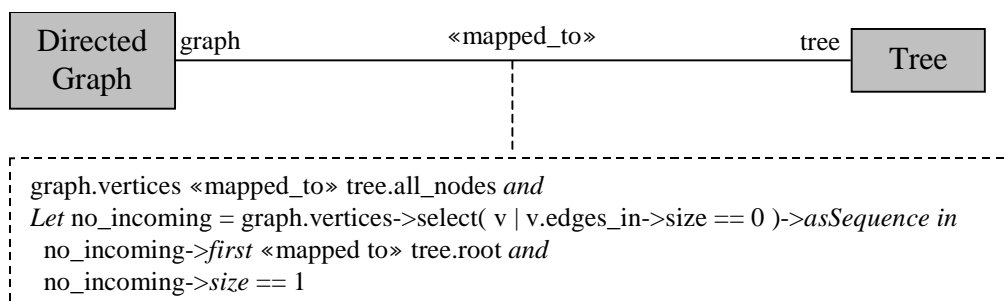 Directed
Graph
graph
«mapped_to»
tree
Tree
graph.vertices «mapped_to» tree.all_nodes and
Let no_incoming = graph.vertices->select( v | v.edges_in->size == 0 )->asSequence in
no_incoming->first «mapped to» tree.root and
no_incoming->size == 1